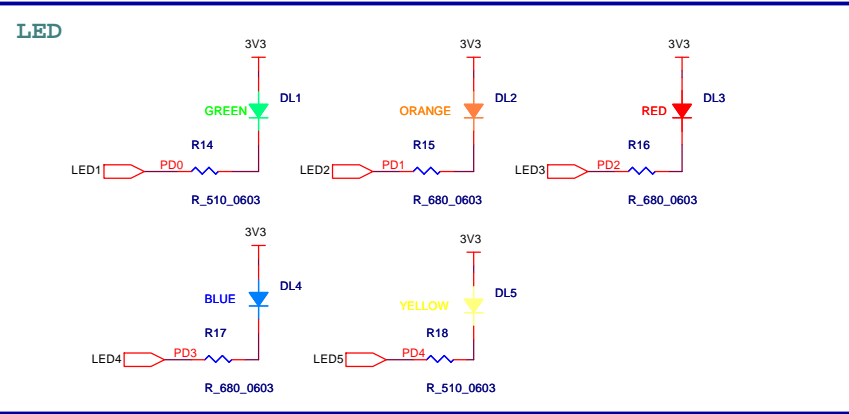 LED
3V3 3V3 3V3
GREEN DL1 ORANGE DL2 RED DL3
R14 R15 R16
LED1 PD0 LED2 PD1 LED3 PD2
R_510_0603 R_680_0603 R_680_0603
3V3 3V3
BLUE DL4 YELLOW DL5
R17 R18
LED4 PD3 LED5 PD4
R_680_0603 R_510_0603